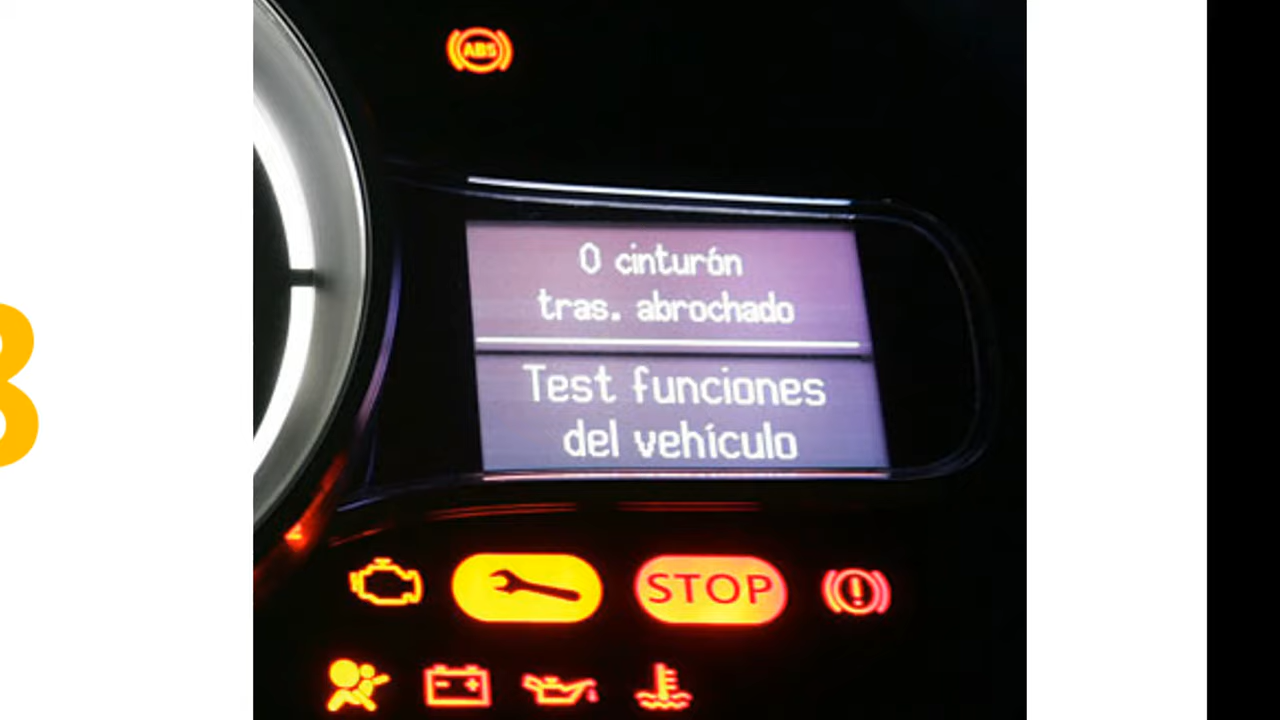 ABS
0 cinturón
tras. abrochado
Test funciones
del vehículo
STOP